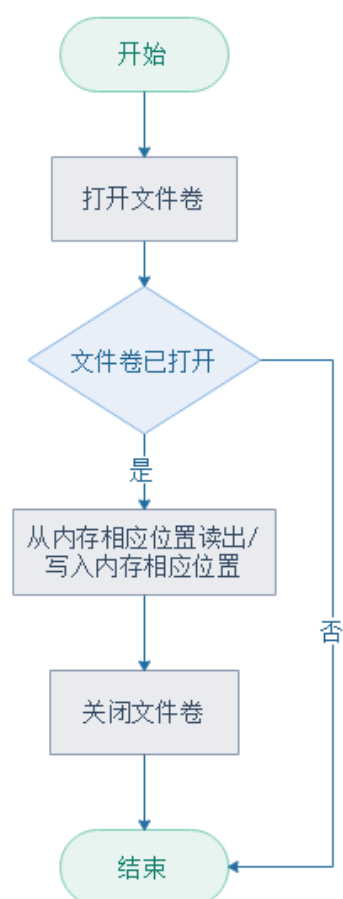 开始
打开文件卷
文件卷已打开
是
从内存相应位置读出/
写入内存相应位置
否
关闭文件卷
结束